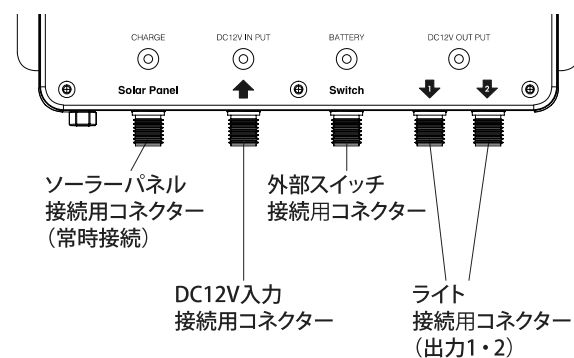 CHARGE
DC12V IN PUT
BATTERY
DC12V OUT PUT
Solar Panel
Switch
1
2
ソーラーパネル
接続用コネクター
（常時接続）
外部スイッチ
接続用コネクター
DC12V入力
接続用コネクター
ライト
接続用コネクター
（出力1・2）